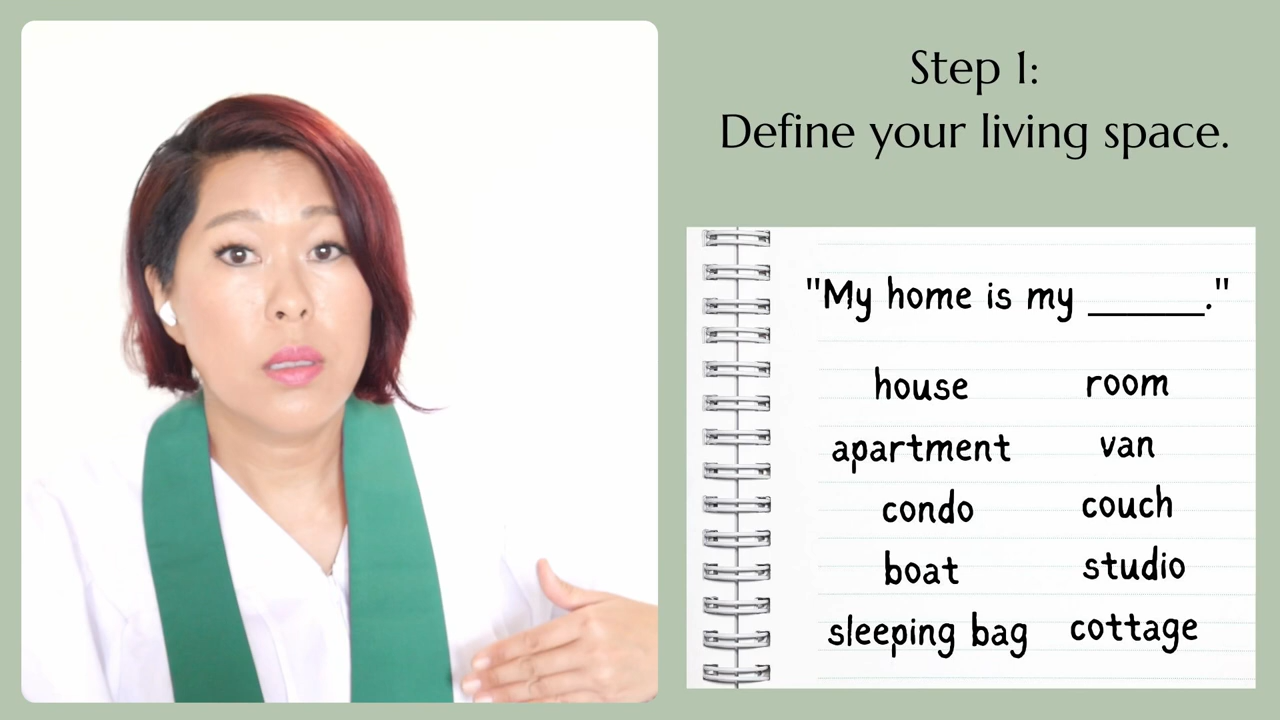 Step 1:
Define your living space.
"My home is my ______."
house room
apartment van
condo couch
boat studio
sleeping bag cottage